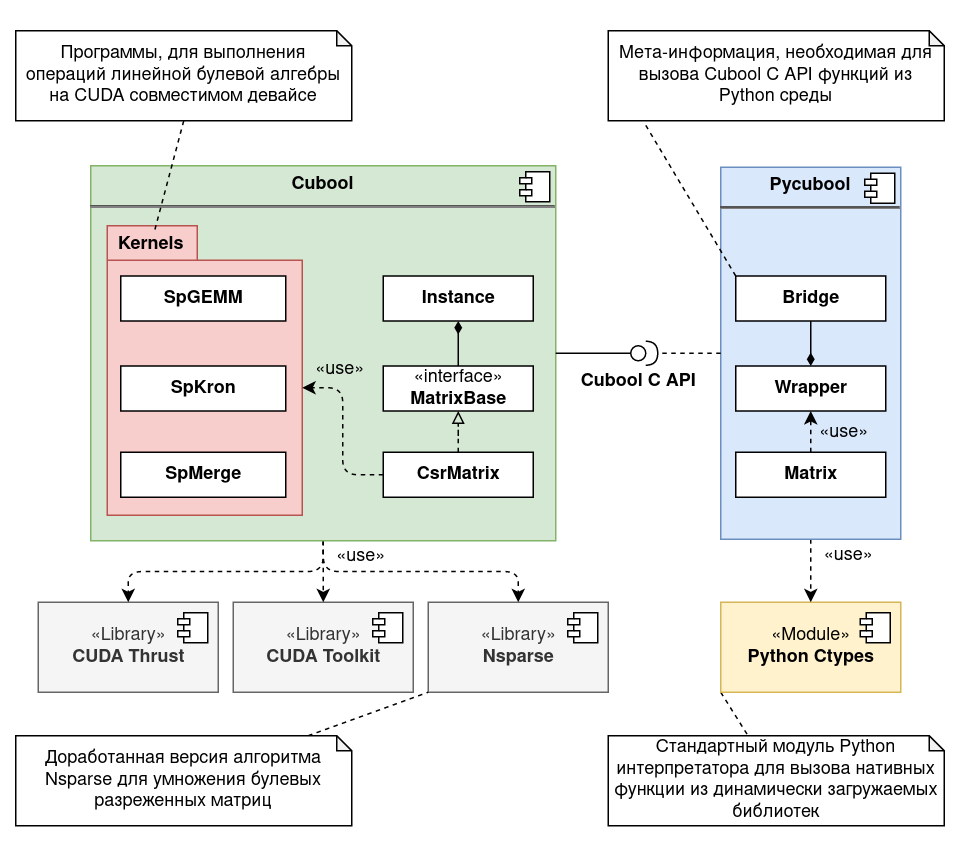 Программы, для выполнения
операций линейной булевой алгебры
на CUDA совместимом девайсе
Мета-информация, необходимая для
вызова Cubool C API функций из
Python среды
Cubool
Pycubool
Kernels
SpGEMM
Instance
Bridge
Cubool C API
«use»
SpKron
«interface»
MatrixBase
Wrapper
«use»
SpMerge
CsrMatrix
Matrix
«use»
«use»
«Library»
CUDA Thrust
«Library»
CUDA Toolkit
«Library»
Nsparse
«Module»
Python Ctypes
Доработанная версия алгоритма
Nsparse для умножения булевых
разреженных матриц
Стандартный модуль Python
интерпретатора для вызова нативных
функции из динамически загружаемых
библиотек